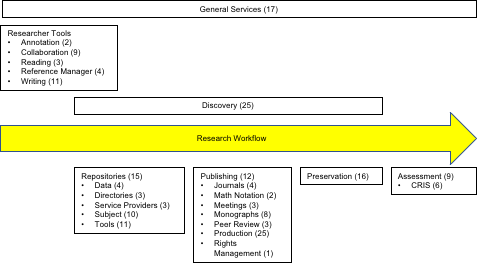 General Services (17)
Researcher Tools
• Annotation (2)
• Collaboration (9)
• Reading (3)
• Reference Manager (4)
• Writing (11)
Discovery (25)
Research Workflow
Repositories (15)
• Data (4)
• Directories (3)
• Service Providers (3)
• Subject (10)
• Tools (11)
Publishing (12)
• Journals (4)
• Math Notation (2)
• Meetings (3)
• Monographs (8)
• Peer Review (3)
• Production (25)
• Rights
Management (1)
Preservation (16)
Assessment (9)
• CRIS (6)